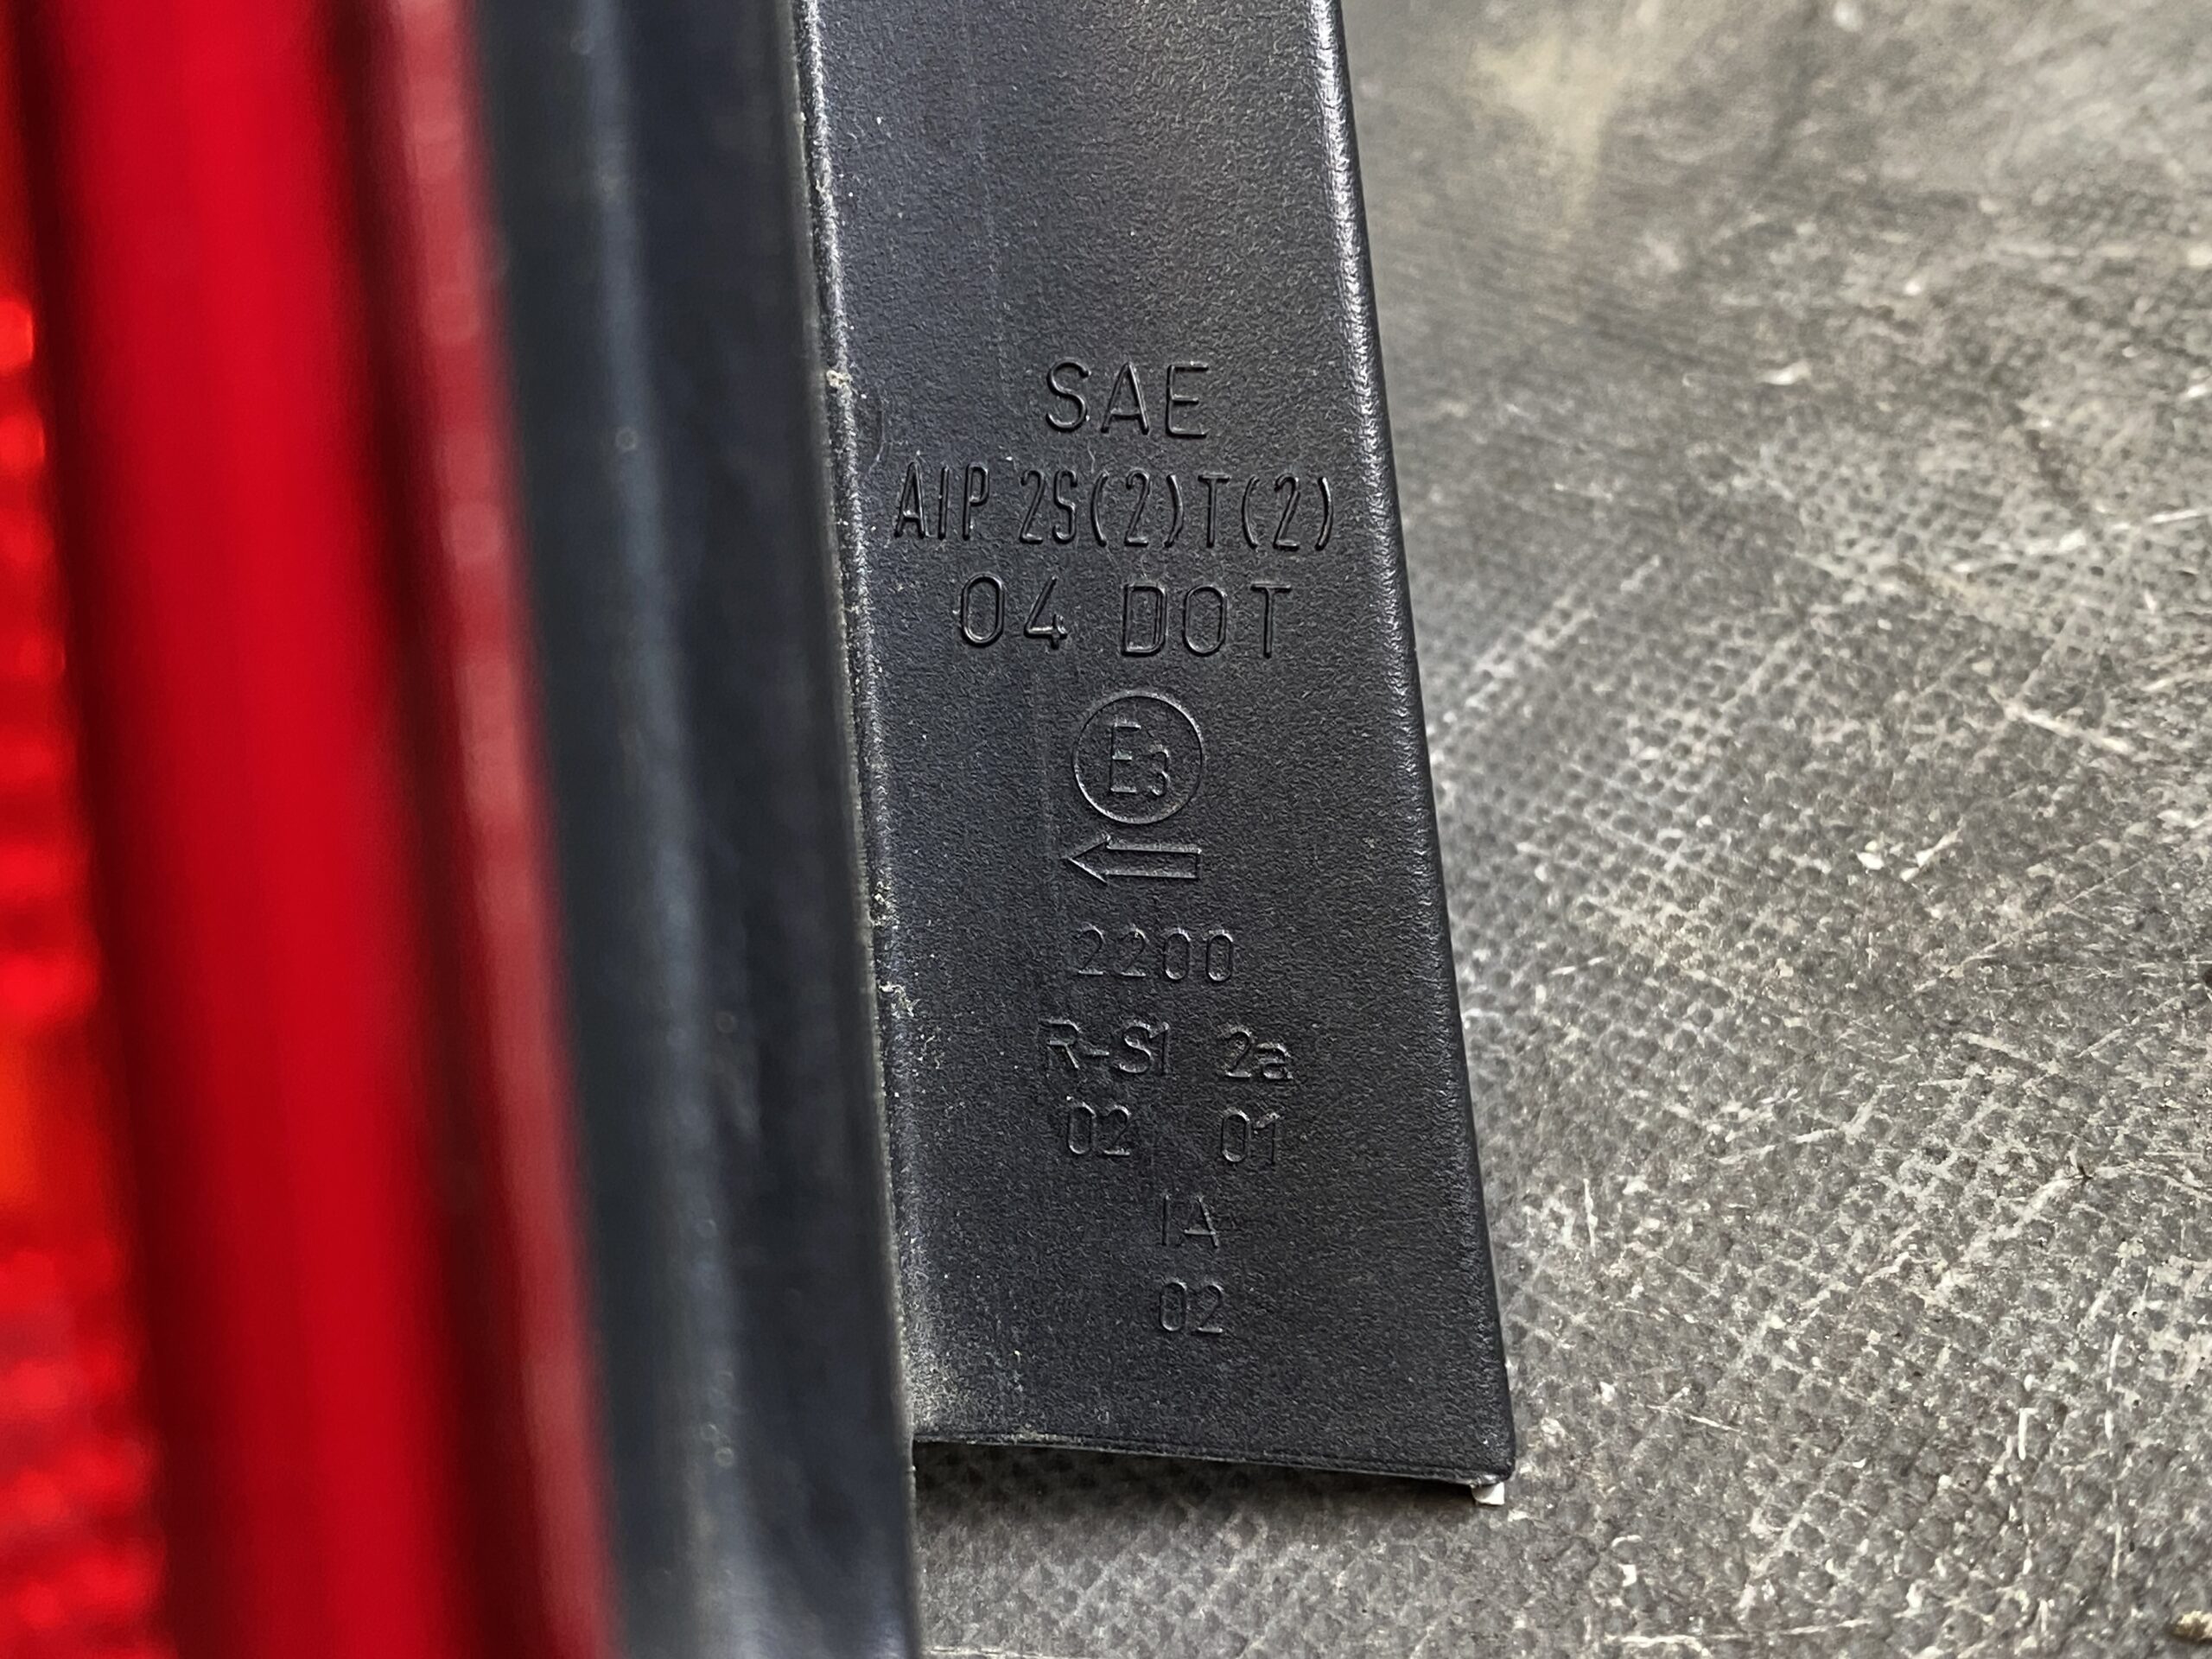 SAE
AIP 2S(2)T(2)
04 DOT
E3
2200
R-S1 2a
02 01
IA
02